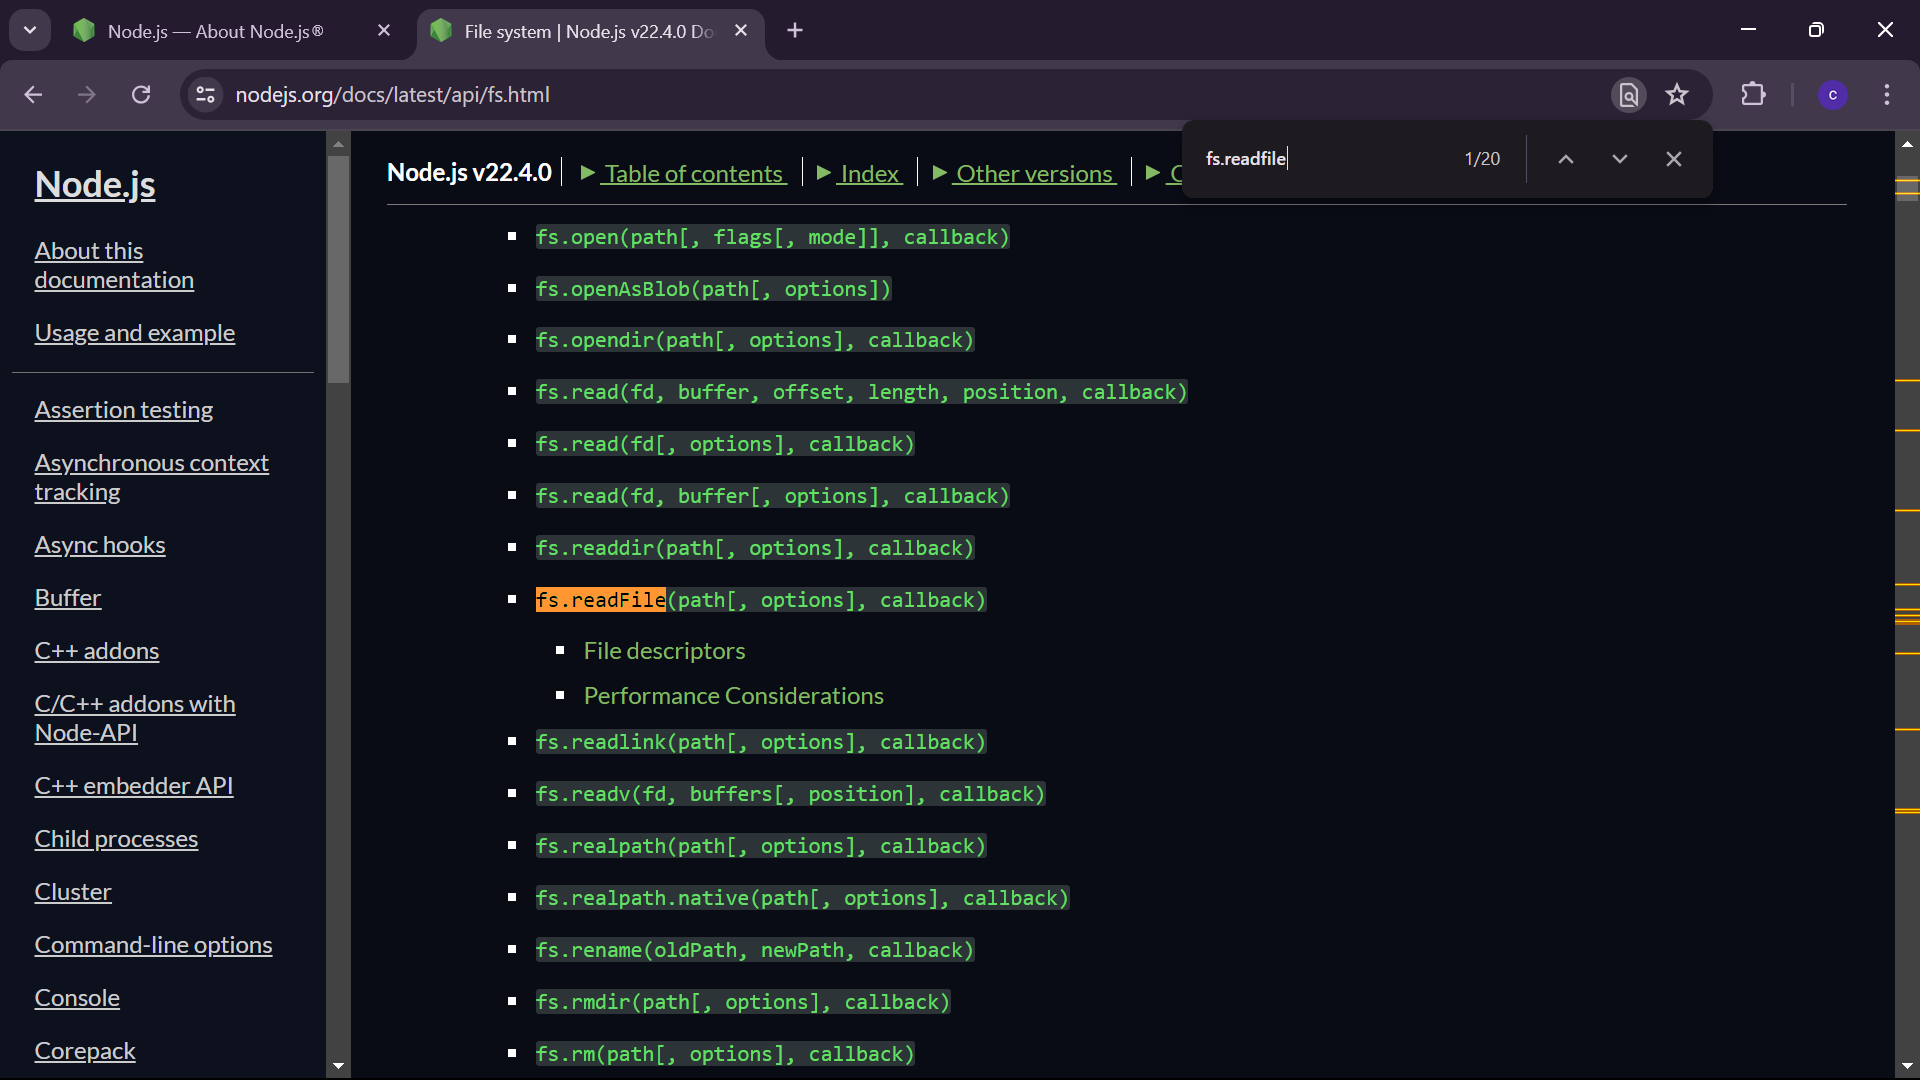 Node.js — About Node.js®
File system | Node.js v22.4.0 Do
nodejs.org/docs/latest/api/fs.html
c
fs.readfile
1/20
Node.js
About this
documentation
Usage and example
Assertion testing
Asynchronous context
tracking
Async hooks
Buffer
C++ addons
C/C++ addons with
Node-API
C++ embedder API
Child processes
Cluster
Command-line options
Console
Corepack
Node.js v22.4.0
► Table of contents
► Index
► Other versions
►
fs.open(path[, flags[, mode]], callback)
fs.openAsBlob(path[, options])
fs.opendir(path[, options], callback)
fs.read(fd, buffer, offset, length, position, callback)
fs.read(fd[, options], callback)
fs.read(fd, buffer[, options], callback)
fs.readdir(path[, options], callback)
fs.readFile(path[, options], callback)
File descriptors
Performance Considerations
fs.readlink(path[, options], callback)
fs.readv(fd, buffers[, position], callback)
fs.realpath(path[, options], callback)
fs.realpath.native(path[, options], callback)
fs.rename(oldPath, newPath, callback)
fs.rmdir(path[, options], callback)
fs.rm(path[, options], callback)